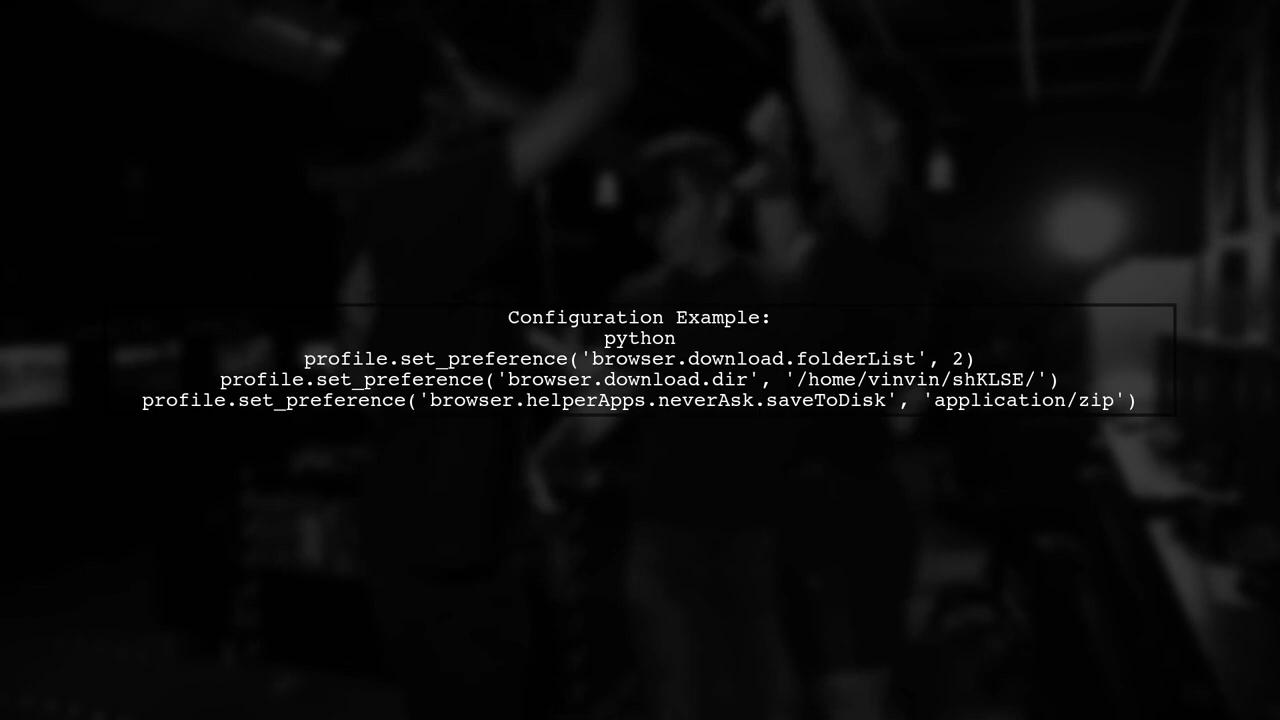 Configuration Example:
python
profile.set_preference('browser.download.folderList', 2)
profile.set_preference('browser.download.dir', '/home/vinvin/shKLSE/')
profile.set_preference('browser.helperApps.neverAsk.saveToDisk', 'application/zip')